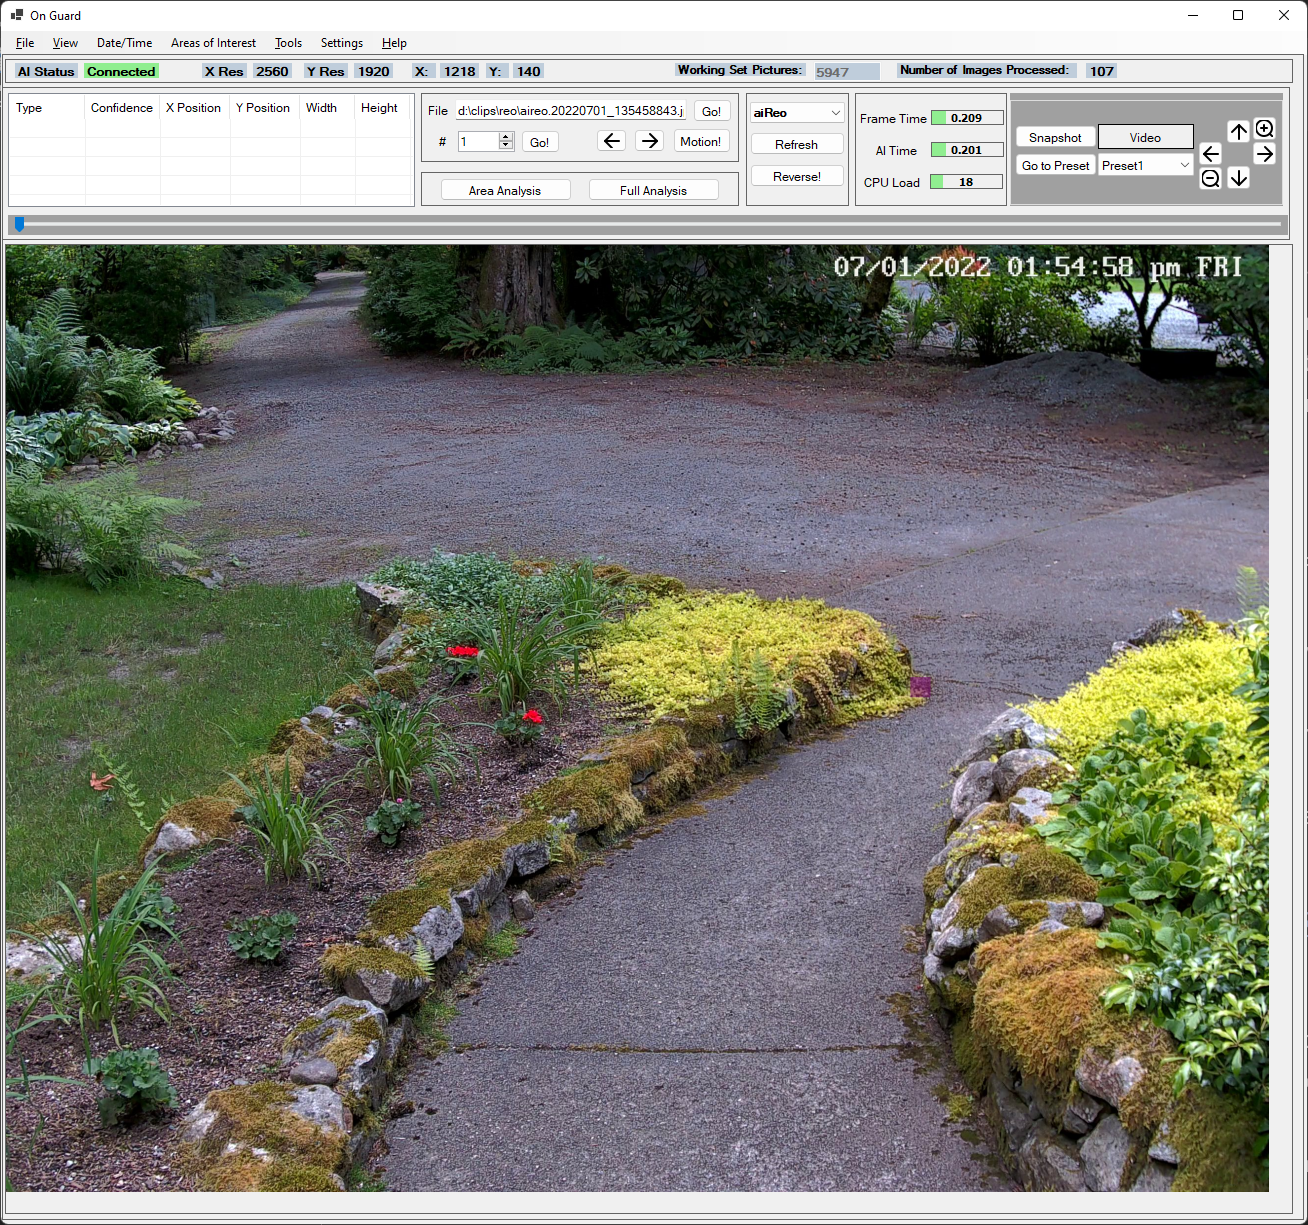 On Guard
File View Date/Time Areas of Interest Tools Settings Help
AI Status Connected X Res 2560 Y Res 1920 X: 1218 Y: 140 Working Set Pictures: 5947 Number of Images Processed: 107
Type Confidence X Position Y Position Width Height
File d:\clips\reo\aireo.20220701_135458843.j Go!
# 1 Go! Motion!
Area Analysis Full Analysis
aiReo
Refresh
Reverse!
Frame Time 0.209
AI Time 0.201
CPU Load 18
Snapshot Video
Go to Preset Preset1
07/01/2022 01:54:58 pm FRI